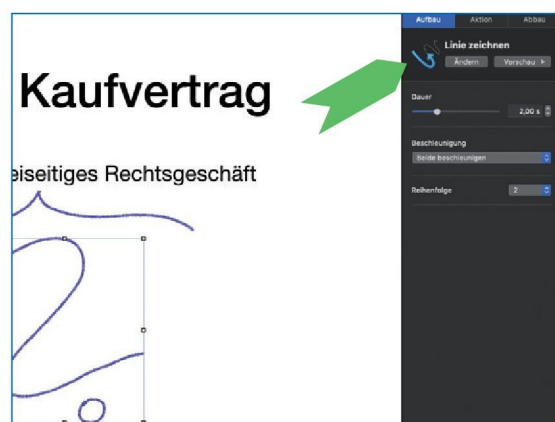 Aufbau Aktion Abbau
Linie zeichnen
Ändern Vorschau
Kaufvertrag
Dauer
2,00 s
Beschleunigung
Beide beschleunigen
eiseitiges Rechtsgeschäft
Reihenfolge 2